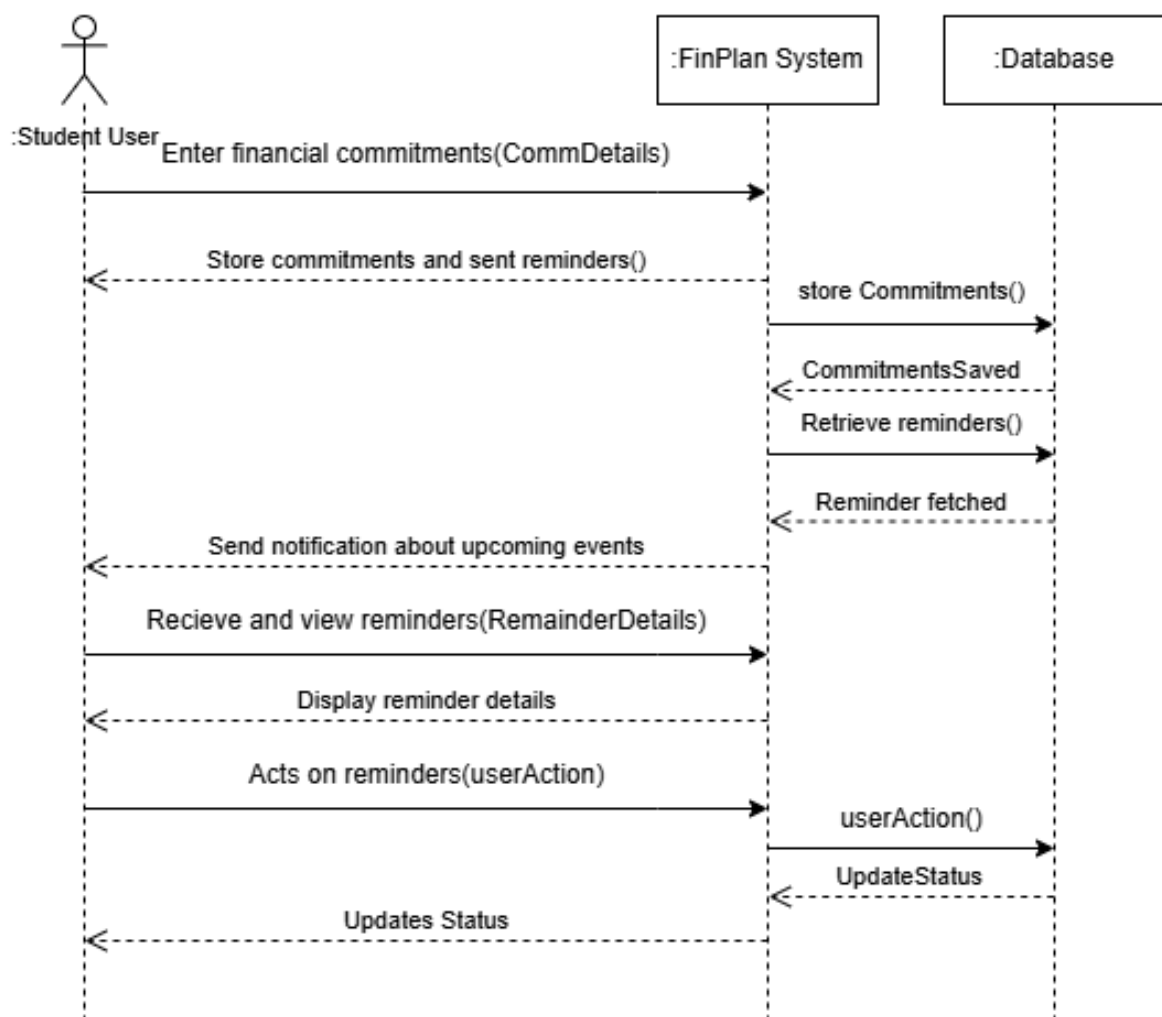 :FinPlan System
:Database
:Student User
Enter financial commitments(CommDetails)
Store commitments and sent reminders()
store Commitments()
CommitmentsSaved
Retrieve reminders()
Reminder fetched
Send notification about upcoming events
Recieve and view reminders(RemainderDetails)
Display reminder details
Acts on reminders(userAction)
userAction()
UpdateStatus
Updates Status